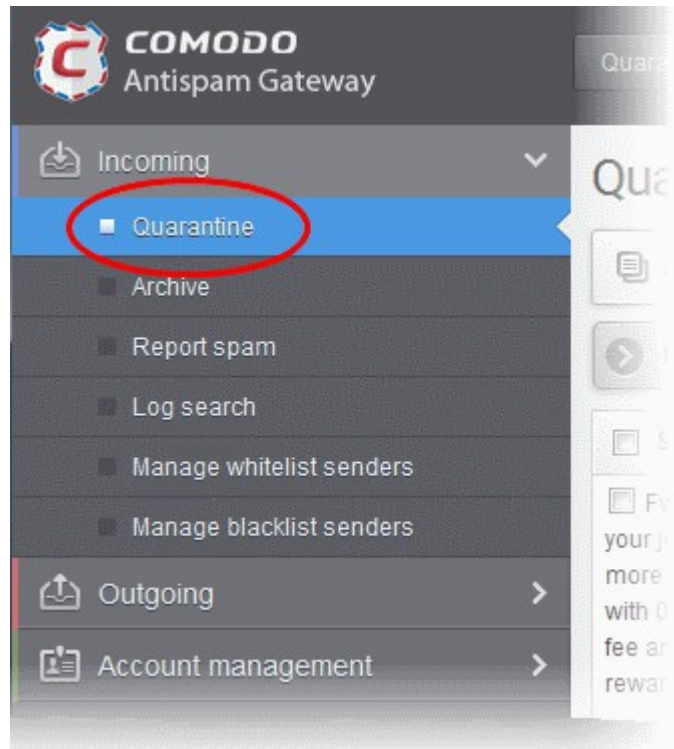 C COMODO
Antispam Gateway
Incoming
Quarantine
Archive
Report spam
Log search
Manage whitelist senders
Manage blacklist senders
Outgoing
Account management
your
more
with
fee